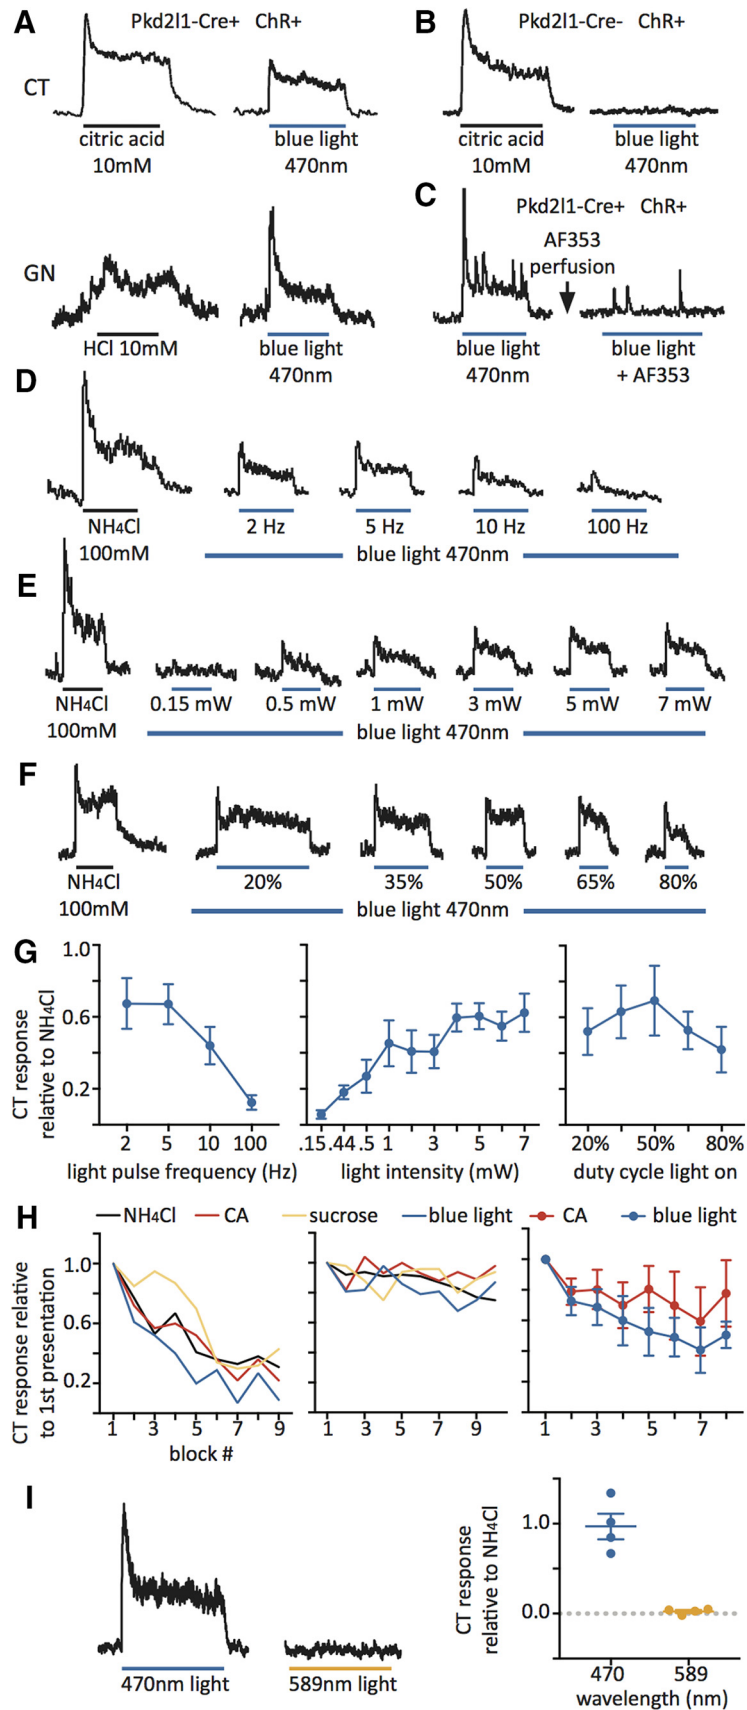 A
Pkd2l1-Cre+ ChR+
B
Pkd2l1-Cre- ChR+
CT
citric acid
10mM
blue light
470nm
citric acid
10mM
blue light
470nm
C
Pkd2l1-Cre+ ChR+
AF353
perfusion
GN
HCl 10mM
blue light
470nm
blue light
470nm
blue light
+ AF353
D
NH4Cl
100mM
2 Hz
5 Hz
10 Hz
100 Hz
blue light 470nm
E
NH4Cl
100mM
0.15 mW
0.5 mW
1 mW
3 mW
5 mW
7 mW
blue light 470nm
F
NH4Cl
100mM
20%
35%
50%
65%
80%
blue light 470nm
G
CT response
relative to NH4Cl
1.0
0.6
0.2
2 5 10 100
light pulse frequency (Hz)
.15 .44 .5 1 3 5 7
light intensity (mW)
20% 50% 80%
duty cycle light on
H
NH4Cl CA sucrose blue light CA blue light
CT response relative
to 1st presentation
1.0
0.6
0.2
1 3 5 7 9
block #
1 3 5 7 9
1 3 5 7
I
470nm light
589nm light
CT response
relative to NH4Cl
1.0
0.0
470 589
wavelength (nm)